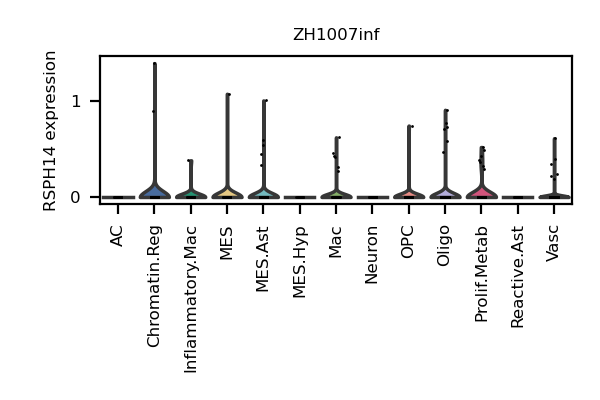 ZH1007inf
RSPH14 expression
1
0
AC
Chromatin.Reg
Inflammatory.Mac
MES
MES.Ast
MES.Hyp
Mac
Neuron
OPC
Oligo
Prolif.Metab
Reactive.Ast
Vasc